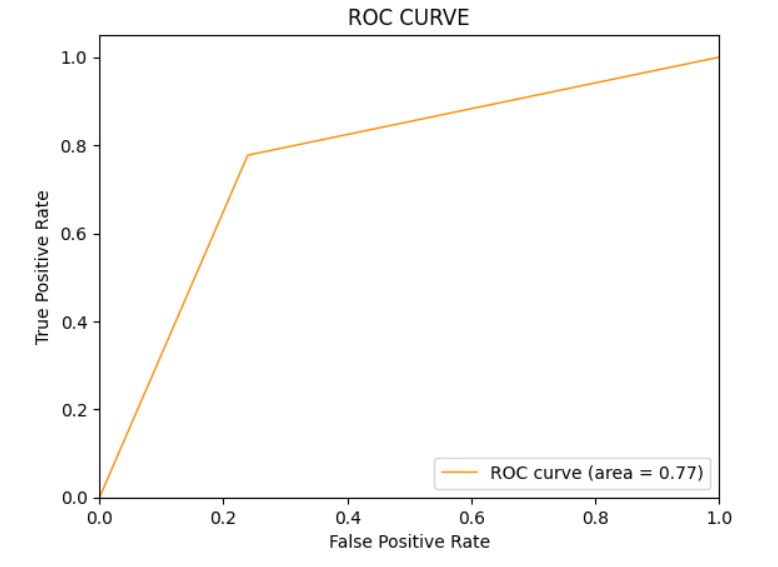 ROC CURVE
1.0
0.8
0.6
0.4
0.2
0.0
True Positive Rate
ROC curve (area = 0.77)
0.0 0.2 0.4 0.6 0.8 1.0
False Positive Rate